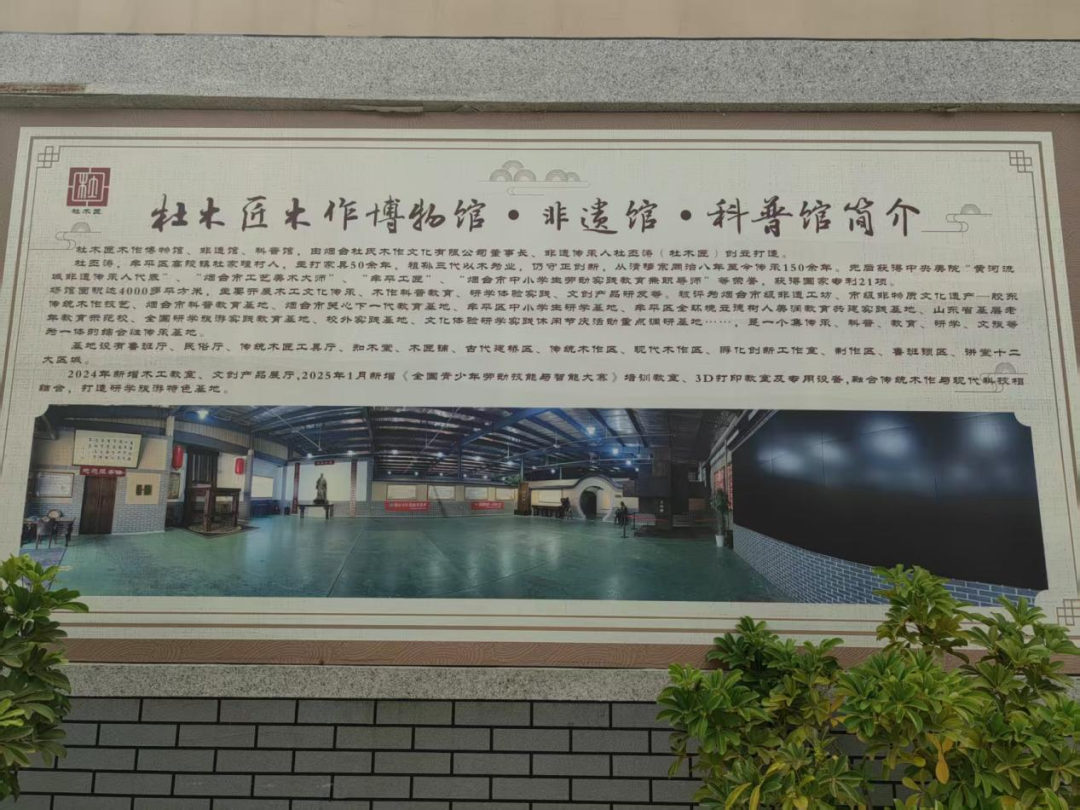 杜木匠
杜木匠木作博物馆·非遗馆·科普馆简介
杜木匠木作博物馆、非遗馆、科普馆，由烟台杜氏木作文化有限公司董事长、非遗传承人杜丕涛（杜木匠）创立打造。
杜丕涛，牟平区高陵镇杜家疃村人，显打家具50余年，祖孙三代以木为业，仍守正创新，从清穆宗同治八年至今传承150余年。先后获得中央美院“黄河流
域非遗传承人代表”、“烟台市工艺美术大师”、“牟平工匠”、“烟台市中小学生劳动实践教育兼职导师”等荣誉，获得国家专利21项。
场馆面积达4000多平方米，主要开展木工文化传承、木作科普教育、研学体验实践、文创产品研发等。被评为烟台市级非遗工坊、市级非物质文化遗产—胶东
传统木作技艺、烟台市科普教育基地、烟台市关心下一代教育基地、牟平区中小学生研学基地、牟平区全环境立德树人美润教育共建实践基地、山东省基层老
年教育示范校、全国研学旅游实践教育基地、校外实践基地、文化体验研学实践休闲节庆活动重点调研基地……，是一个集传承、科普、教育、研学、文旅等
为一体的综合性传承基地。
基地设有鲁班厅、民俗厅、传统木匠工具厅、知木堂、木匠铺、古代建桥区、传统木作区、现代木作区、孵化创新工作室、制作区、鲁班锁区、讲堂十二
大区域。
2024年新增木工教室、文创产品展厅,2025年1月新增《全国青少年劳动技能与智能大赛》培训教室、3D打印教室及专用设备,融合传统木作与现代科技相
结合，打造研学旅游特色基地。